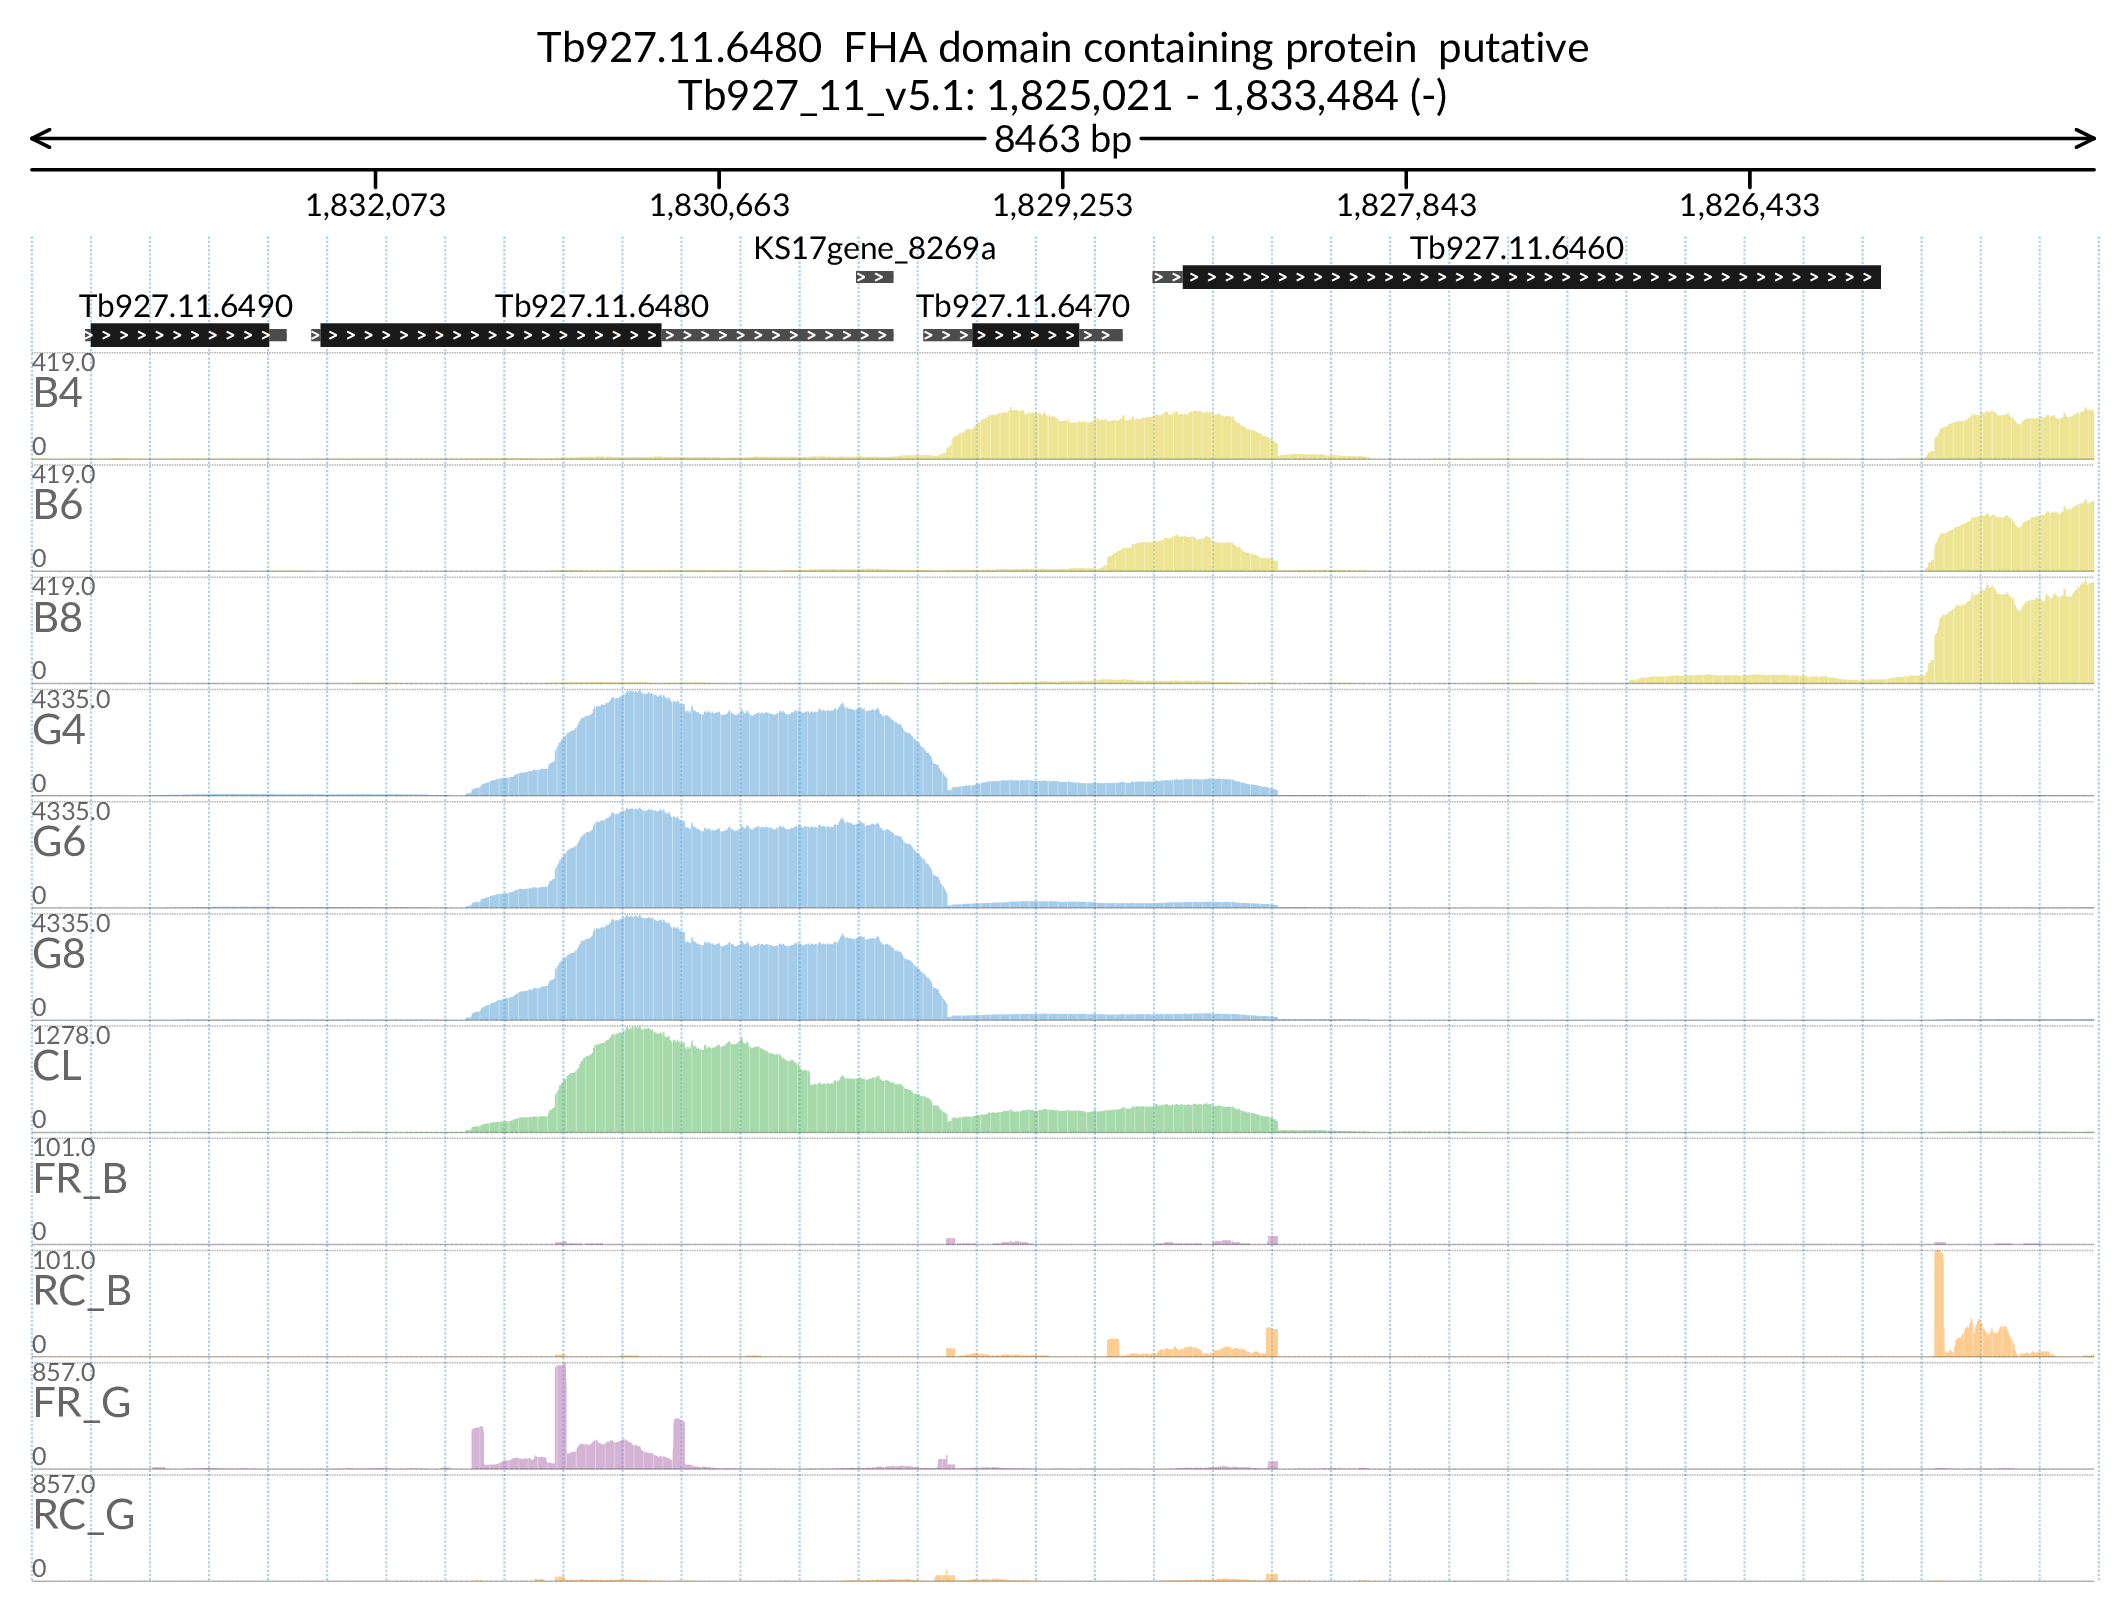 Tb927.11.6480  FHA domain containing protein  putative
Tb927_11_v5.1: 1,825,021 - 1,833,484 (-)
8463 bp
1,832,073 1,830,663 1,829,253 1,827,843 1,826,433
KS17gene_8269a Tb927.11.6460
Tb927.11.6490 Tb927.11.6480 Tb927.11.6470
419.0
B4
0
419.0
B6
0
419.0
B8
0
4335.0
G4
0
4335.0
G6
0
4335.0
G8
0
1278.0
CL
0
101.0
FR_B
0
101.0
RC_B
0
857.0
FR_G
0
857.0
RC_G
0